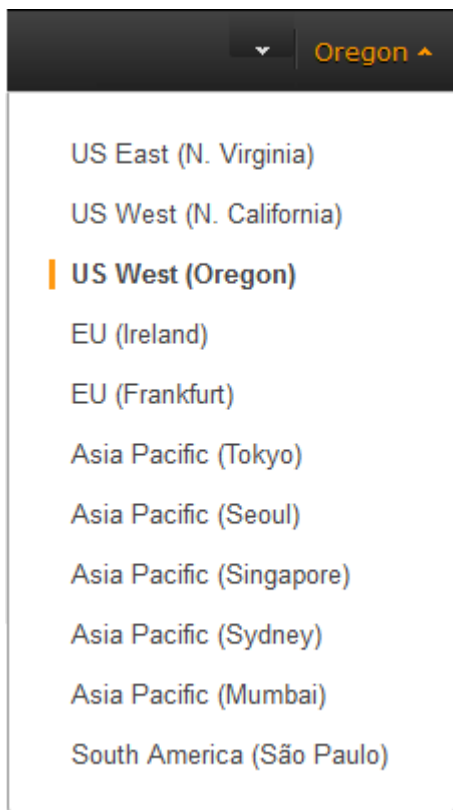 Oregon
US East (N. Virginia)
US West (N. California)
US West (Oregon)
EU (Ireland)
EU (Frankfurt)
Asia Pacific (Tokyo)
Asia Pacific (Seoul)
Asia Pacific (Singapore)
Asia Pacific (Sydney)
Asia Pacific (Mumbai)
South America (São Paulo)